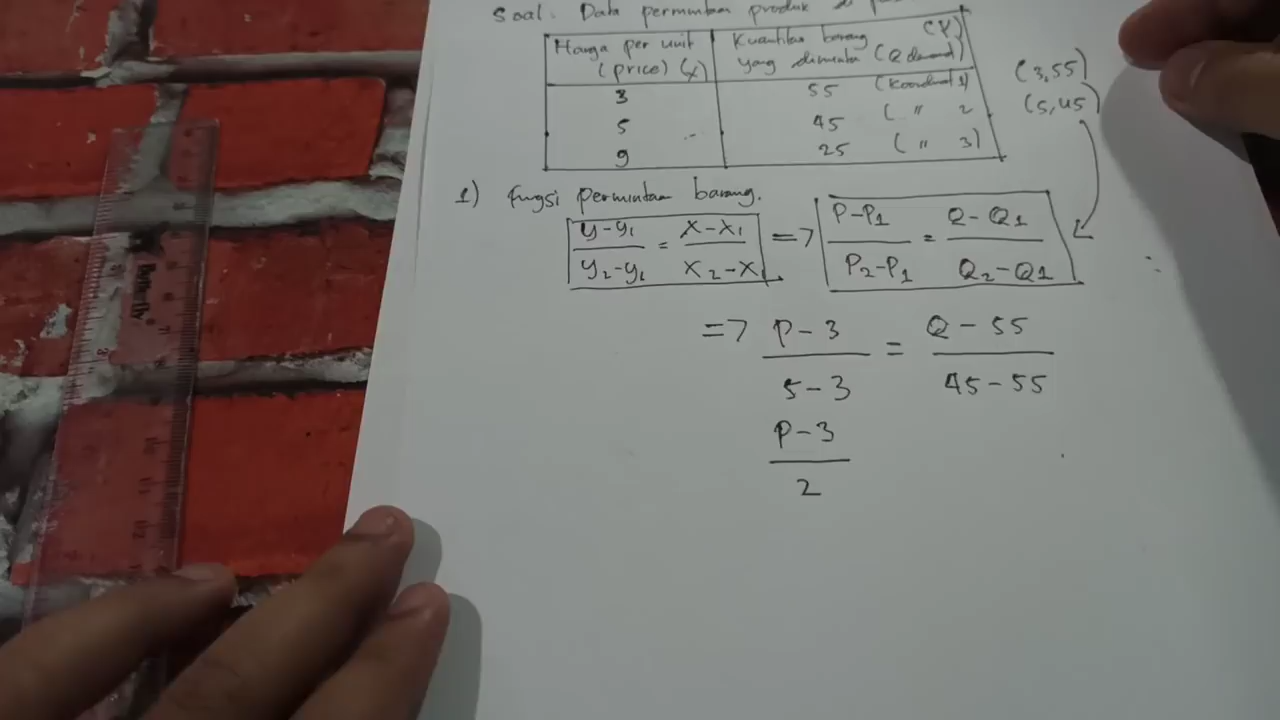 Soal. Data permintaan produk di
Harga per unit (price) (x) Kuantitas barang yang diminta (Q demand) (Y)
3 55 (Koordinat 1) (3,55)
5 45 ( " 2 (5,45)
9 25 ( " 3)
1) fungsi permintaan barang.
y-y1 / y2-y1 = x-x1 / x2-x1 => P-P1 / P2-P1 = Q-Q1 / Q2-Q1
=> P-3 / 5-3 = Q-55 / 45-55
P-3 / 2